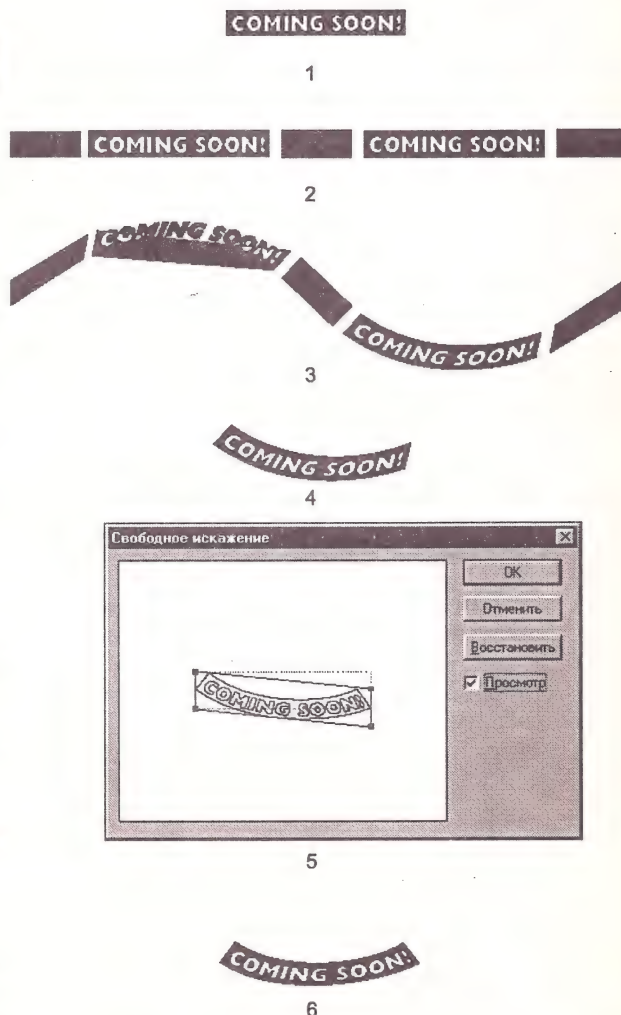 COMING SOON!
1
COMING SOON! COMING SOON!
2
COMING SOON!
COMING SOON!
3
COMING SOON!
4
Свободное искажение
OK
Отменить
Восстановить
Просмотр
COMING SOON!
5
COMING SOON!
6